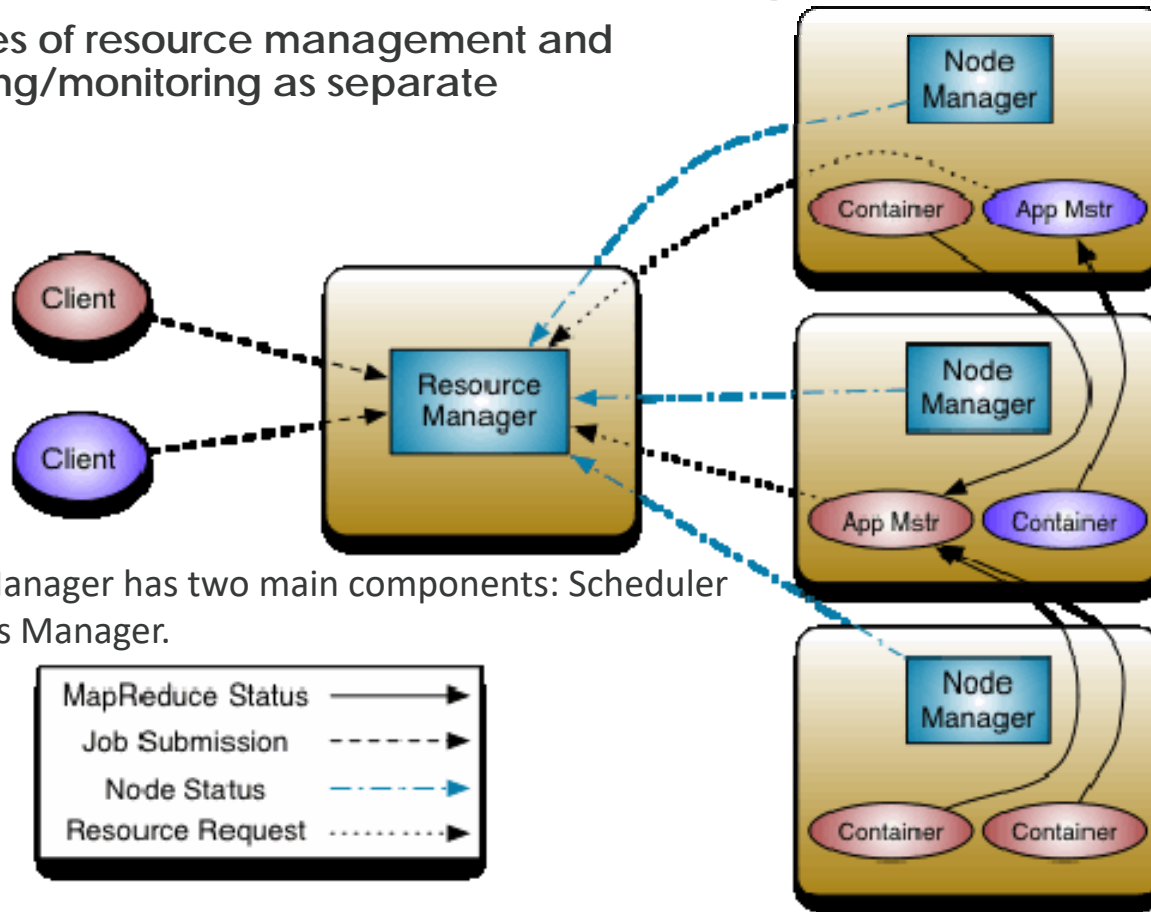 es of resource management and
ng/monitoring as separate
Node
Manager
Container
App Mstr
Client
Resource
Manager
Client
Node
Manager
App Mstr
Container
Manager has two main components: Scheduler
s Manager.
Node
Manager
Container
Container
MapReduce Status
Job Submission
Node Status
Resource Request